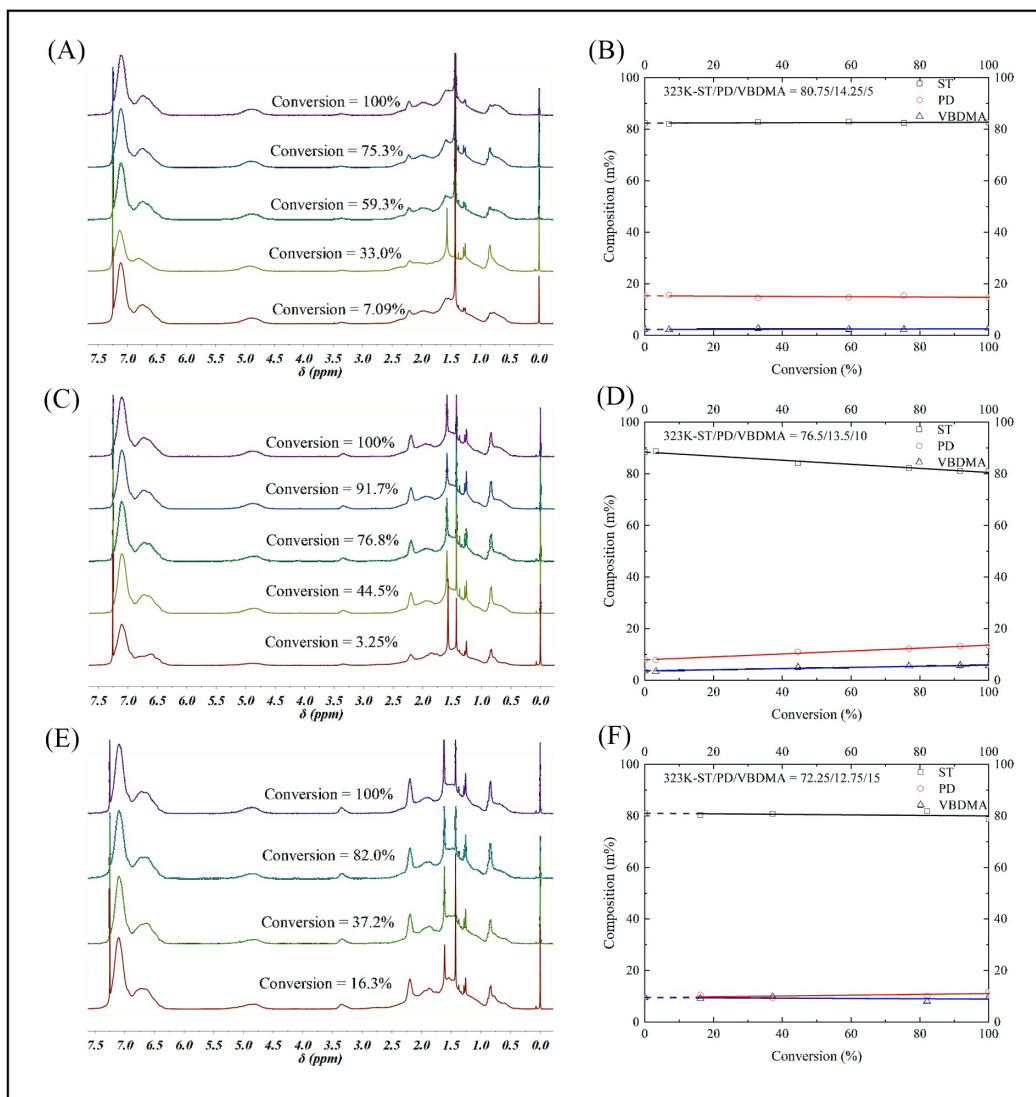 (A)
Conversion = 100%
Conversion = 75.3%
Conversion = 59.3%
Conversion = 33.0%
Conversion = 7.09%
7.5 7.0 6.5 6.0 5.5 5.0 4.5 4.0 3.5 3.0 2.5 2.0 1.5 1.0 0.5 0.0
δ (ppm)
(B)
0 20 40 60 80 100
323K-ST/PD/VBDMA = 80.75/14.25/5
ST
PD
VBDMA
Composition (m%)
100 100
80 80
60 60
40 40
20 20
0 0
0 20 40 60 80 100
Conversion (%)
(C)
Conversion = 100%
Conversion = 91.7%
Conversion = 76.8%
Conversion = 44.5%
Conversion = 3.25%
7.5 7.0 6.5 6.0 5.5 5.0 4.5 4.0 3.5 3.0 2.5 2.0 1.5 1.0 0.5 0.0
δ (ppm)
(D)
0 20 40 60 80 100
323K-ST/PD/VBDMA = 76.5/13.5/10
ST
PD
VBDMA
Composition (m%)
100 100
80 80
60 60
40 40
20 20
0 0
0 20 40 60 80 100
Conversion (%)
(E)
Conversion = 100%
Conversion = 82.0%
Conversion = 37.2%
Conversion = 16.3%
7.5 7.0 6.5 6.0 5.5 5.0 4.5 4.0 3.5 3.0 2.5 2.0 1.5 1.0 0.5 0.0
δ (ppm)
(F)
0 20 40 60 80 100
323K-ST/PD/VBDMA = 72.25/12.75/15
ST
PD
VBDMA
Composition (m%)
100 100
80 80
60 60
40 40
20 20
0 0
0 20 40 60 80 100
Conversion (%)